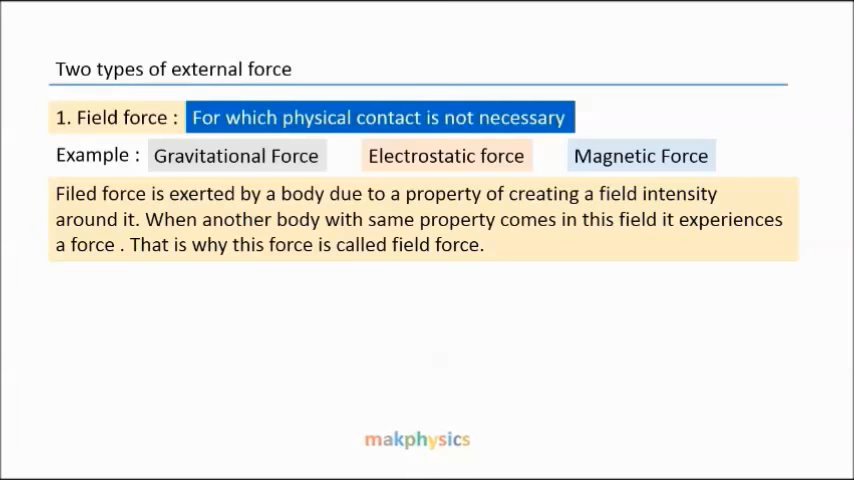 Two types of external force
1. Field force : For which physical contact is not necessary
Example : Gravitational Force Electrostatic force Magnetic Force
Filed force is exerted by a body due to a property of creating a field intensity
around it. When another body with same property comes in this field it experiences
a force . That is why this force is called field force.
makphysics